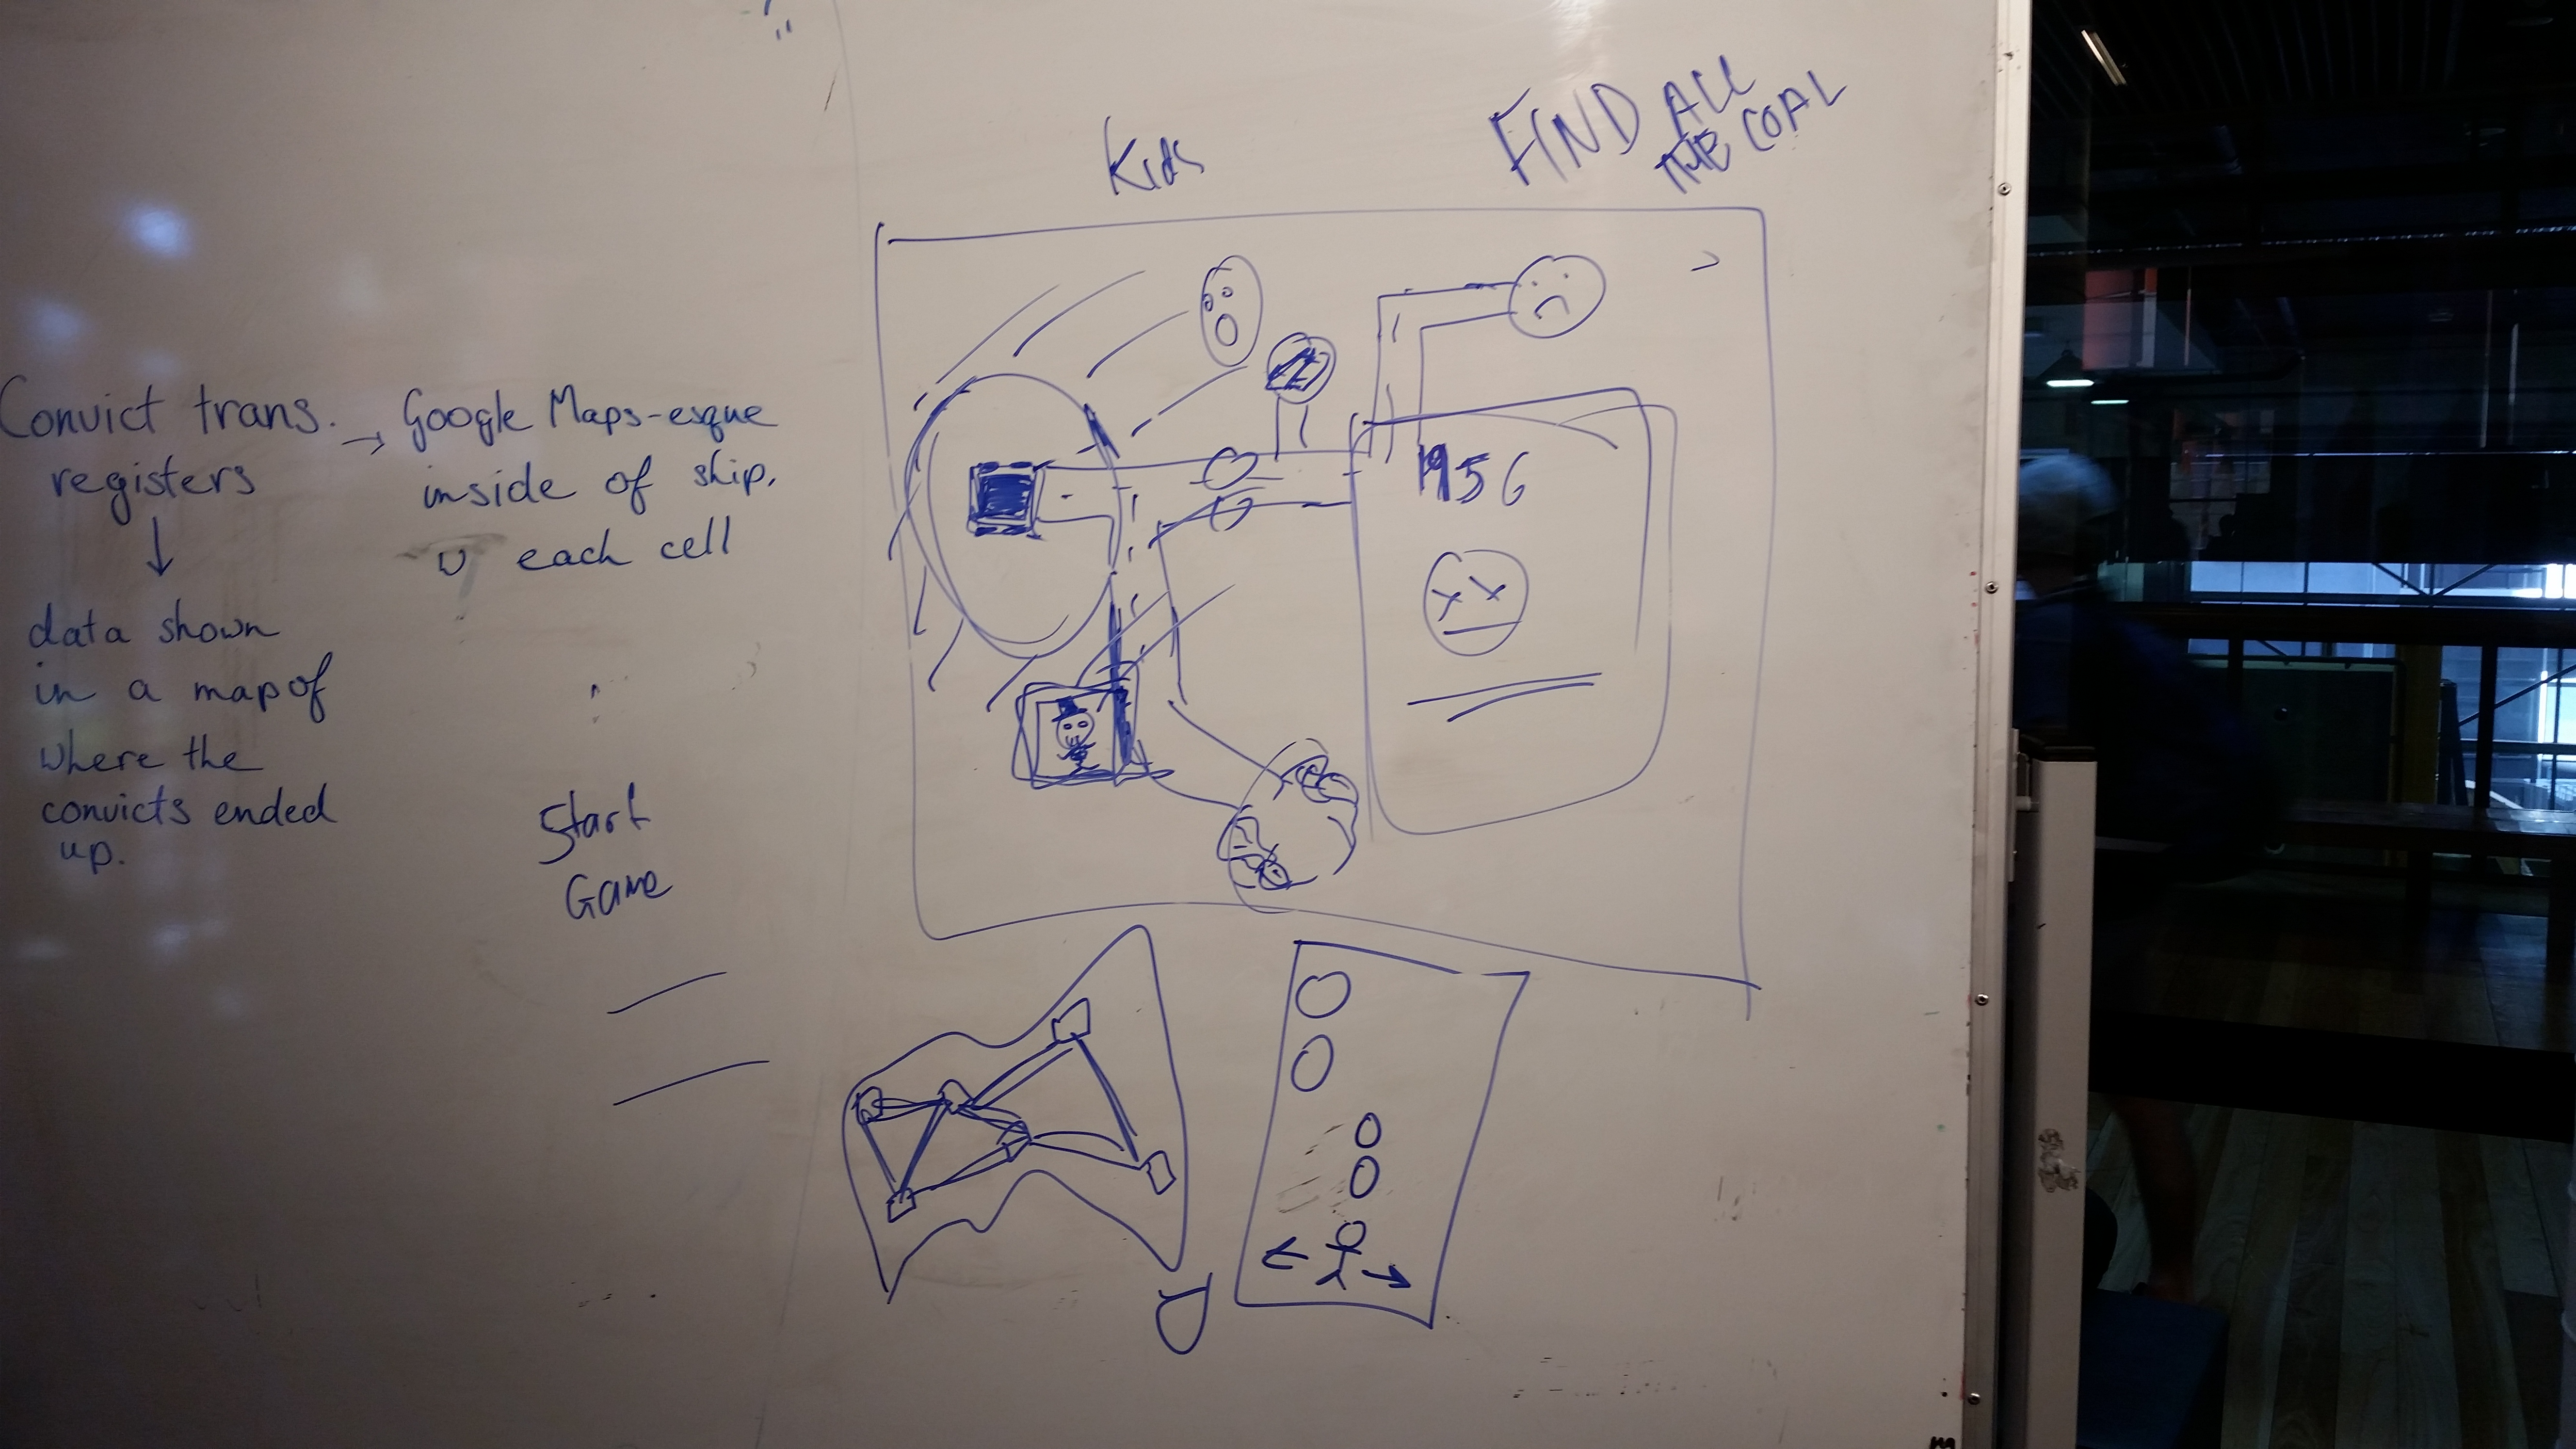 Kids
FIND ALL
THE COAL
Convict trans. → Google Maps-esque
registers
inside of ship.
each cell
↓
data shown
in a map of
where the
convicts ended
up.
Start
Game
1956